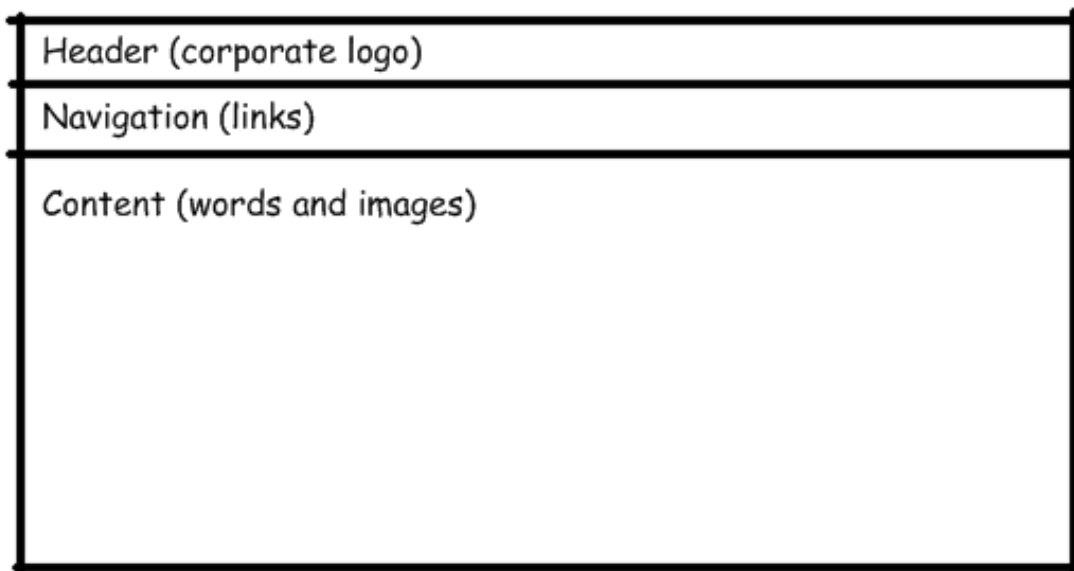 Header (corporate logo)
Navigation (links)
Content (words and images)